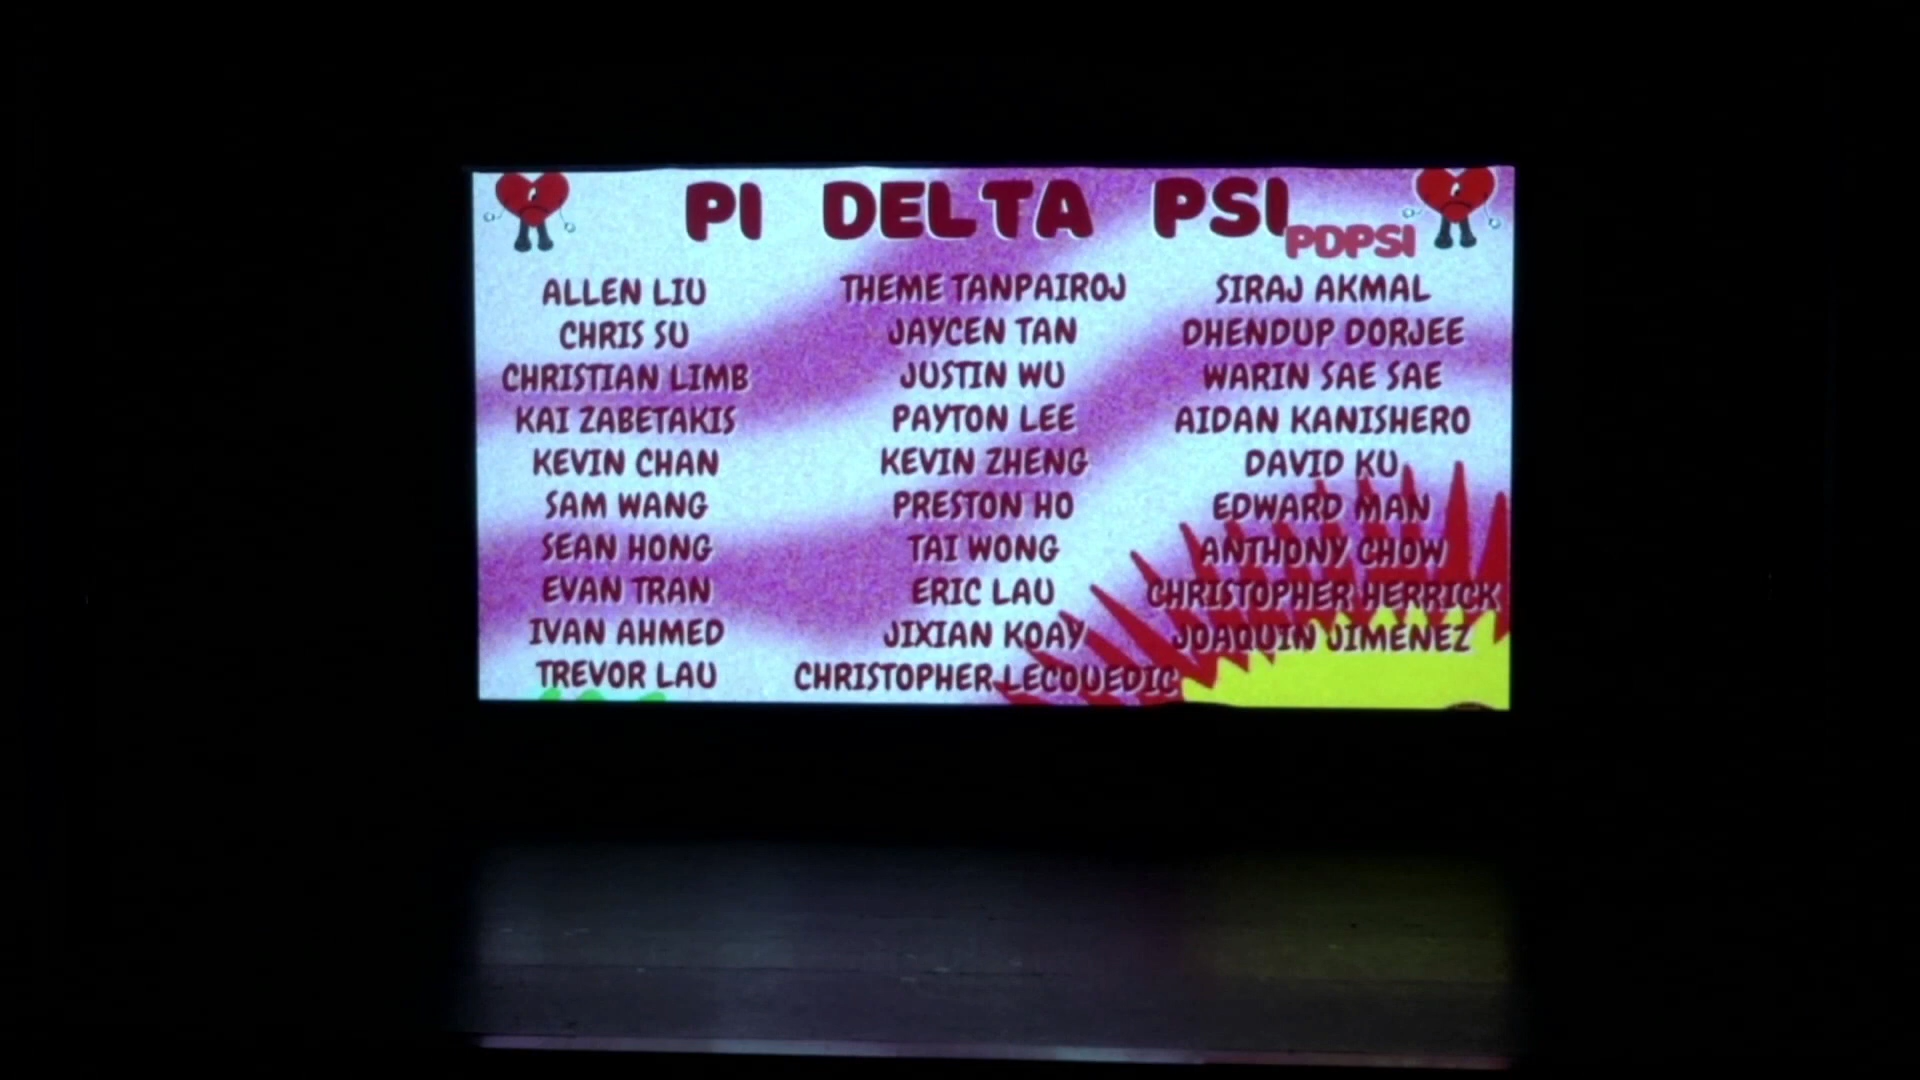 PI DELTA PSI
PDPSI
ALLEN LIU
CHRIS SU
CHRISTIAN LIMB
KAI ZABETAKIS
KEVIN CHAN
SAM WANG
SEAN HONG
EVAN TRAN
IVAN AHMED
TREVOR LAU
THEME TANPAIROJ
JAYCEN TAN
JUSTIN WU
PAYTON LEE
KEVIN ZHENG
PRESTON HO
TAI WONG
ERIC LAU
JIXIAN KOAY
CHRISTOPHER LECOUEDIC
SIRAJ AKMAL
DHENDUP DORJEE
WARIN SAE SAE
AIDAN KANISHERO
DAVID KU
EDWARD MAN
ANTHONY CHOW
CHRISTOPHER HERRICK
JOAQUIN JIMENEZ